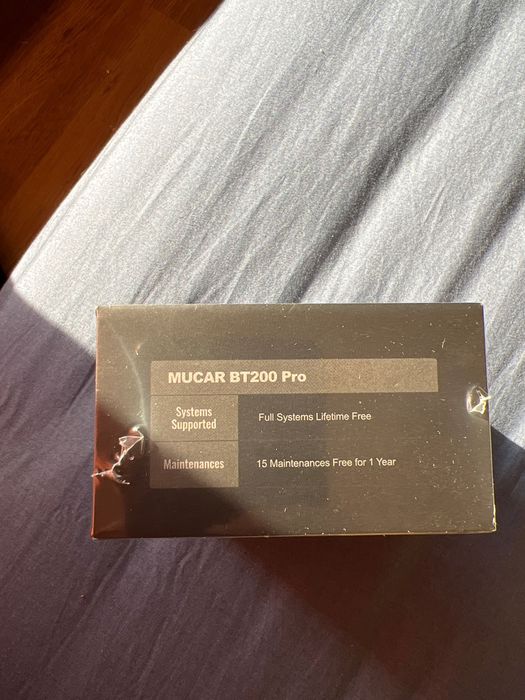 MUCAR BT200 Pro
Systems
Supported
Full Systems Lifetime Free
Maintenances
15 Maintenances Free for 1 Year